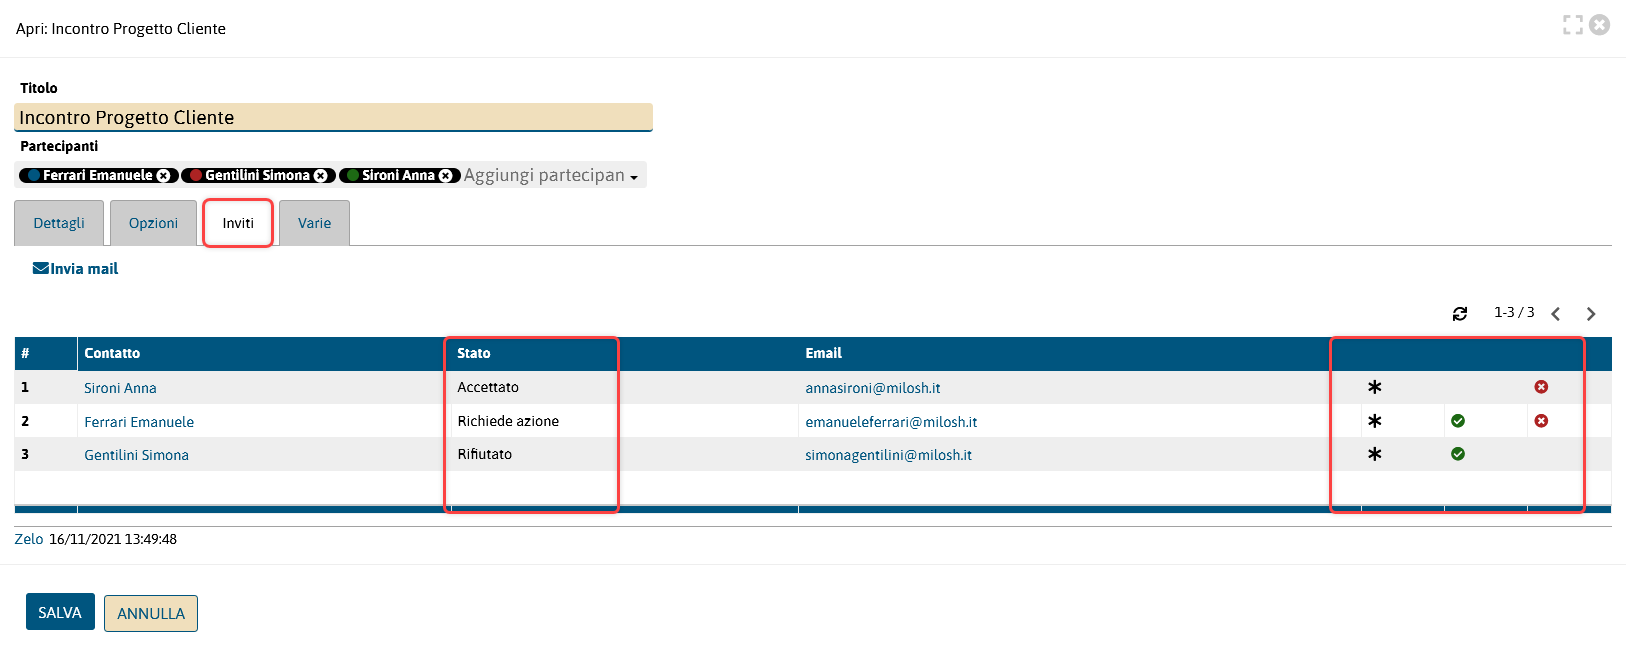 Apri: Incontro Progetto Cliente
Titolo
Incontro Progetto Cliente
Partecipanti
Ferrari Emanuele Gentilini Simona Sironi Anna Aggiungi partecipan
Dettagli Opzioni Inviti Varie
Invia mail
1-3 / 3
# Contatto Stato Email
1 Sironi Anna Accettato annasironi@milosh.it
2 Ferrari Emanuele Richiede azione emanueleferrari@milosh.it
3 Gentilini Simona Rifiutato simonagentilini@milosh.it
Zelo 16/11/2021 13:49:48
SALVA ANNULLA